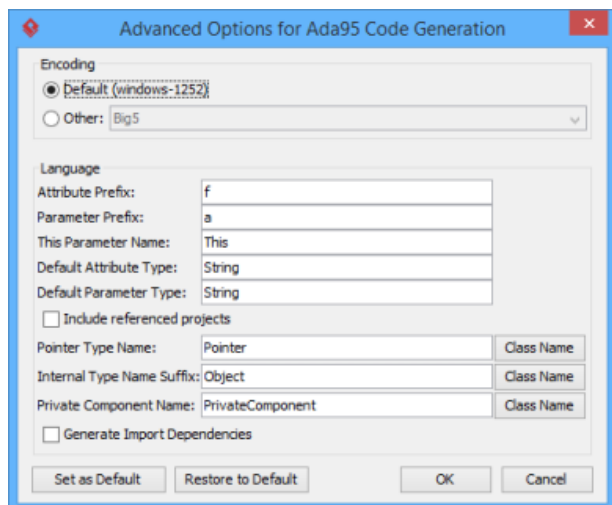 Advanced Options for Ada95 Code Generation
Encoding
Default (windows-1252)
Other: Big5
Language
Attribute Prefix: f
Parameter Prefix: a
This Parameter Name: This
Default Attribute Type: String
Default Parameter Type: String
Include referenced projects
Pointer Type Name: Pointer Class Name
Internal Type Name Suffix: Object Class Name
Private Component Name: PrivateComponent Class Name
Generate Import Dependencies
Set as Default Restore to Default OK Cancel